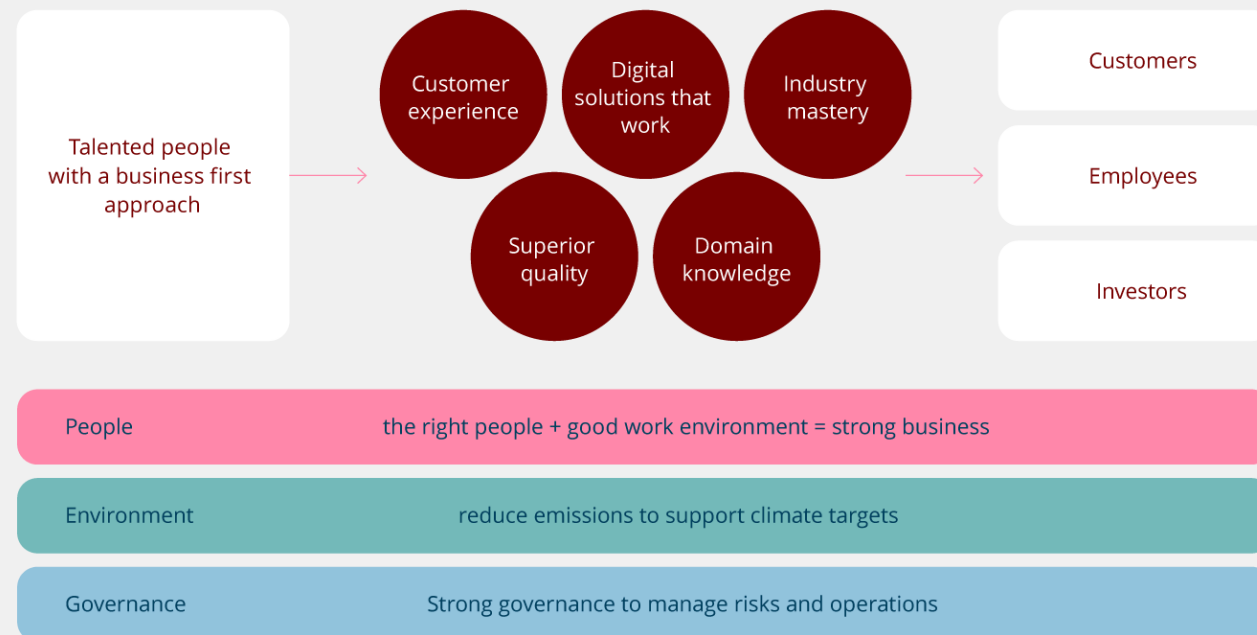 Talented people
with a business first
approach
Customer
experience
Digital
solutions that
work
Industry
mastery
Superior
quality
Domain
knowledge
Customers
Employees
Investors
People the right people + good work environment = strong business
Environment reduce emissions to support climate targets
Governance Strong governance to manage risks and operations